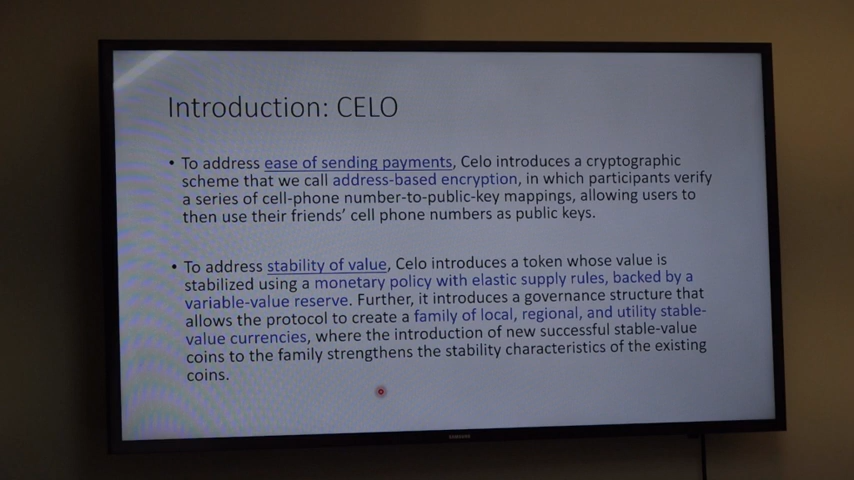 Introduction: CELO
• To address ease of sending payments, Celo introduces a cryptographic
scheme that we call address-based encryption, in which participants verify
a series of cell-phone number-to-public-key mappings, allowing users to
then use their friends’ cell phone numbers as public keys.
• To address stability of value, Celo introduces a token whose value is
stabilized using a monetary policy with elastic supply rules, backed by a
variable-value reserve. Further, it introduces a governance structure that
allows the protocol to create a family of local, regional, and utility stable-
value currencies, where the introduction of new successful stable-value
coins to the family strengthens the stability characteristics of the existing
coins.
SAMSUNG